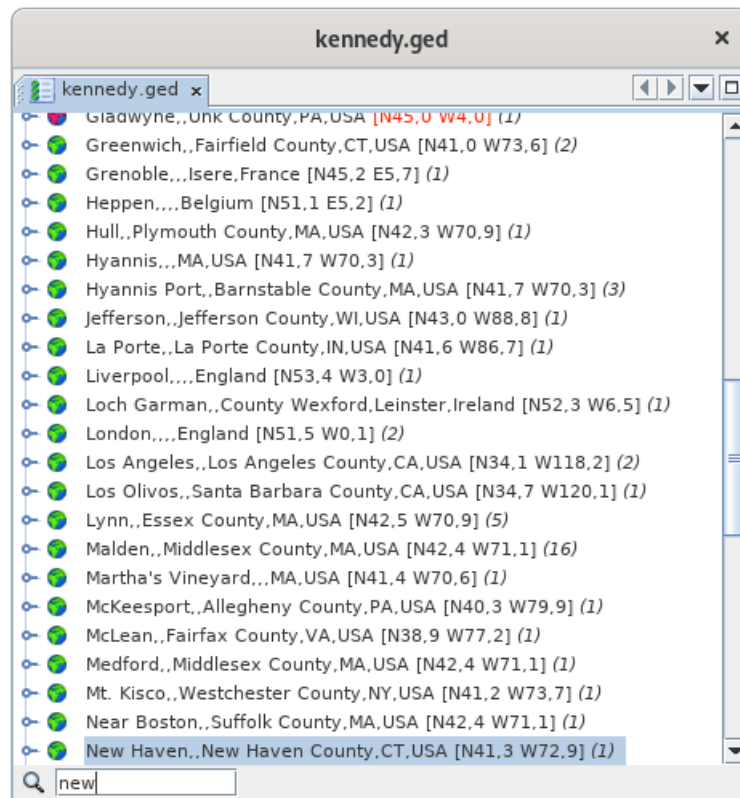 kennedy.ged
kennedy.ged
Gladwyne,,Unk County,PA,USA [N45,0 W4,0] (1)
Greenwich,,Fairfield County,CT,USA [N41,0 W73,6] (2)
Grenoble,,,Isere,France [N45,2 E5,7] (1)
Heppen,,,,Belgium [N51,1 E5,2] (1)
Hull,,Plymouth County,MA,USA [N42,3 W70,9] (1)
Hyannis,,,MA,USA [N41,7 W70,3] (1)
Hyannis Port,,Barnstable County,MA,USA [N41,7 W70,3] (3)
Jefferson,,Jefferson County,WI,USA [N43,0 W88,8] (1)
La Porte,,La Porte County,IN,USA [N41,6 W86,7] (1)
Liverpool,,,,England [N53,4 W3,0] (1)
Loch Garman,,County Wexford,Leinster,Ireland [N52,3 W6,5] (1)
London,,,,England [N51,5 W0,1] (2)
Los Angeles,,Los Angeles County,CA,USA [N34,1 W118,2] (2)
Los Olivos,,Santa Barbara County,CA,USA [N34,7 W120,1] (1)
Lynn,,Essex County,MA,USA [N42,5 W70,9] (5)
Malden,,Middlesex County,MA,USA [N42,4 W71,1] (16)
Martha's Vineyard,,,MA,USA [N41,4 W70,6] (1)
McKeesport,,Allegheny County,PA,USA [N40,3 W79,9] (1)
McLean,,Fairfax County,VA,USA [N38,9 W77,2] (1)
Medford,,Middlesex County,MA,USA [N42,4 W71,1] (1)
Mt. Kisco,,Westchester County,NY,USA [N41,2 W73,7] (1)
Near Boston,,Suffolk County,MA,USA [N42,4 W71,1] (1)
New Haven,,New Haven County,CT,USA [N41,3 W72,9] (1)
new